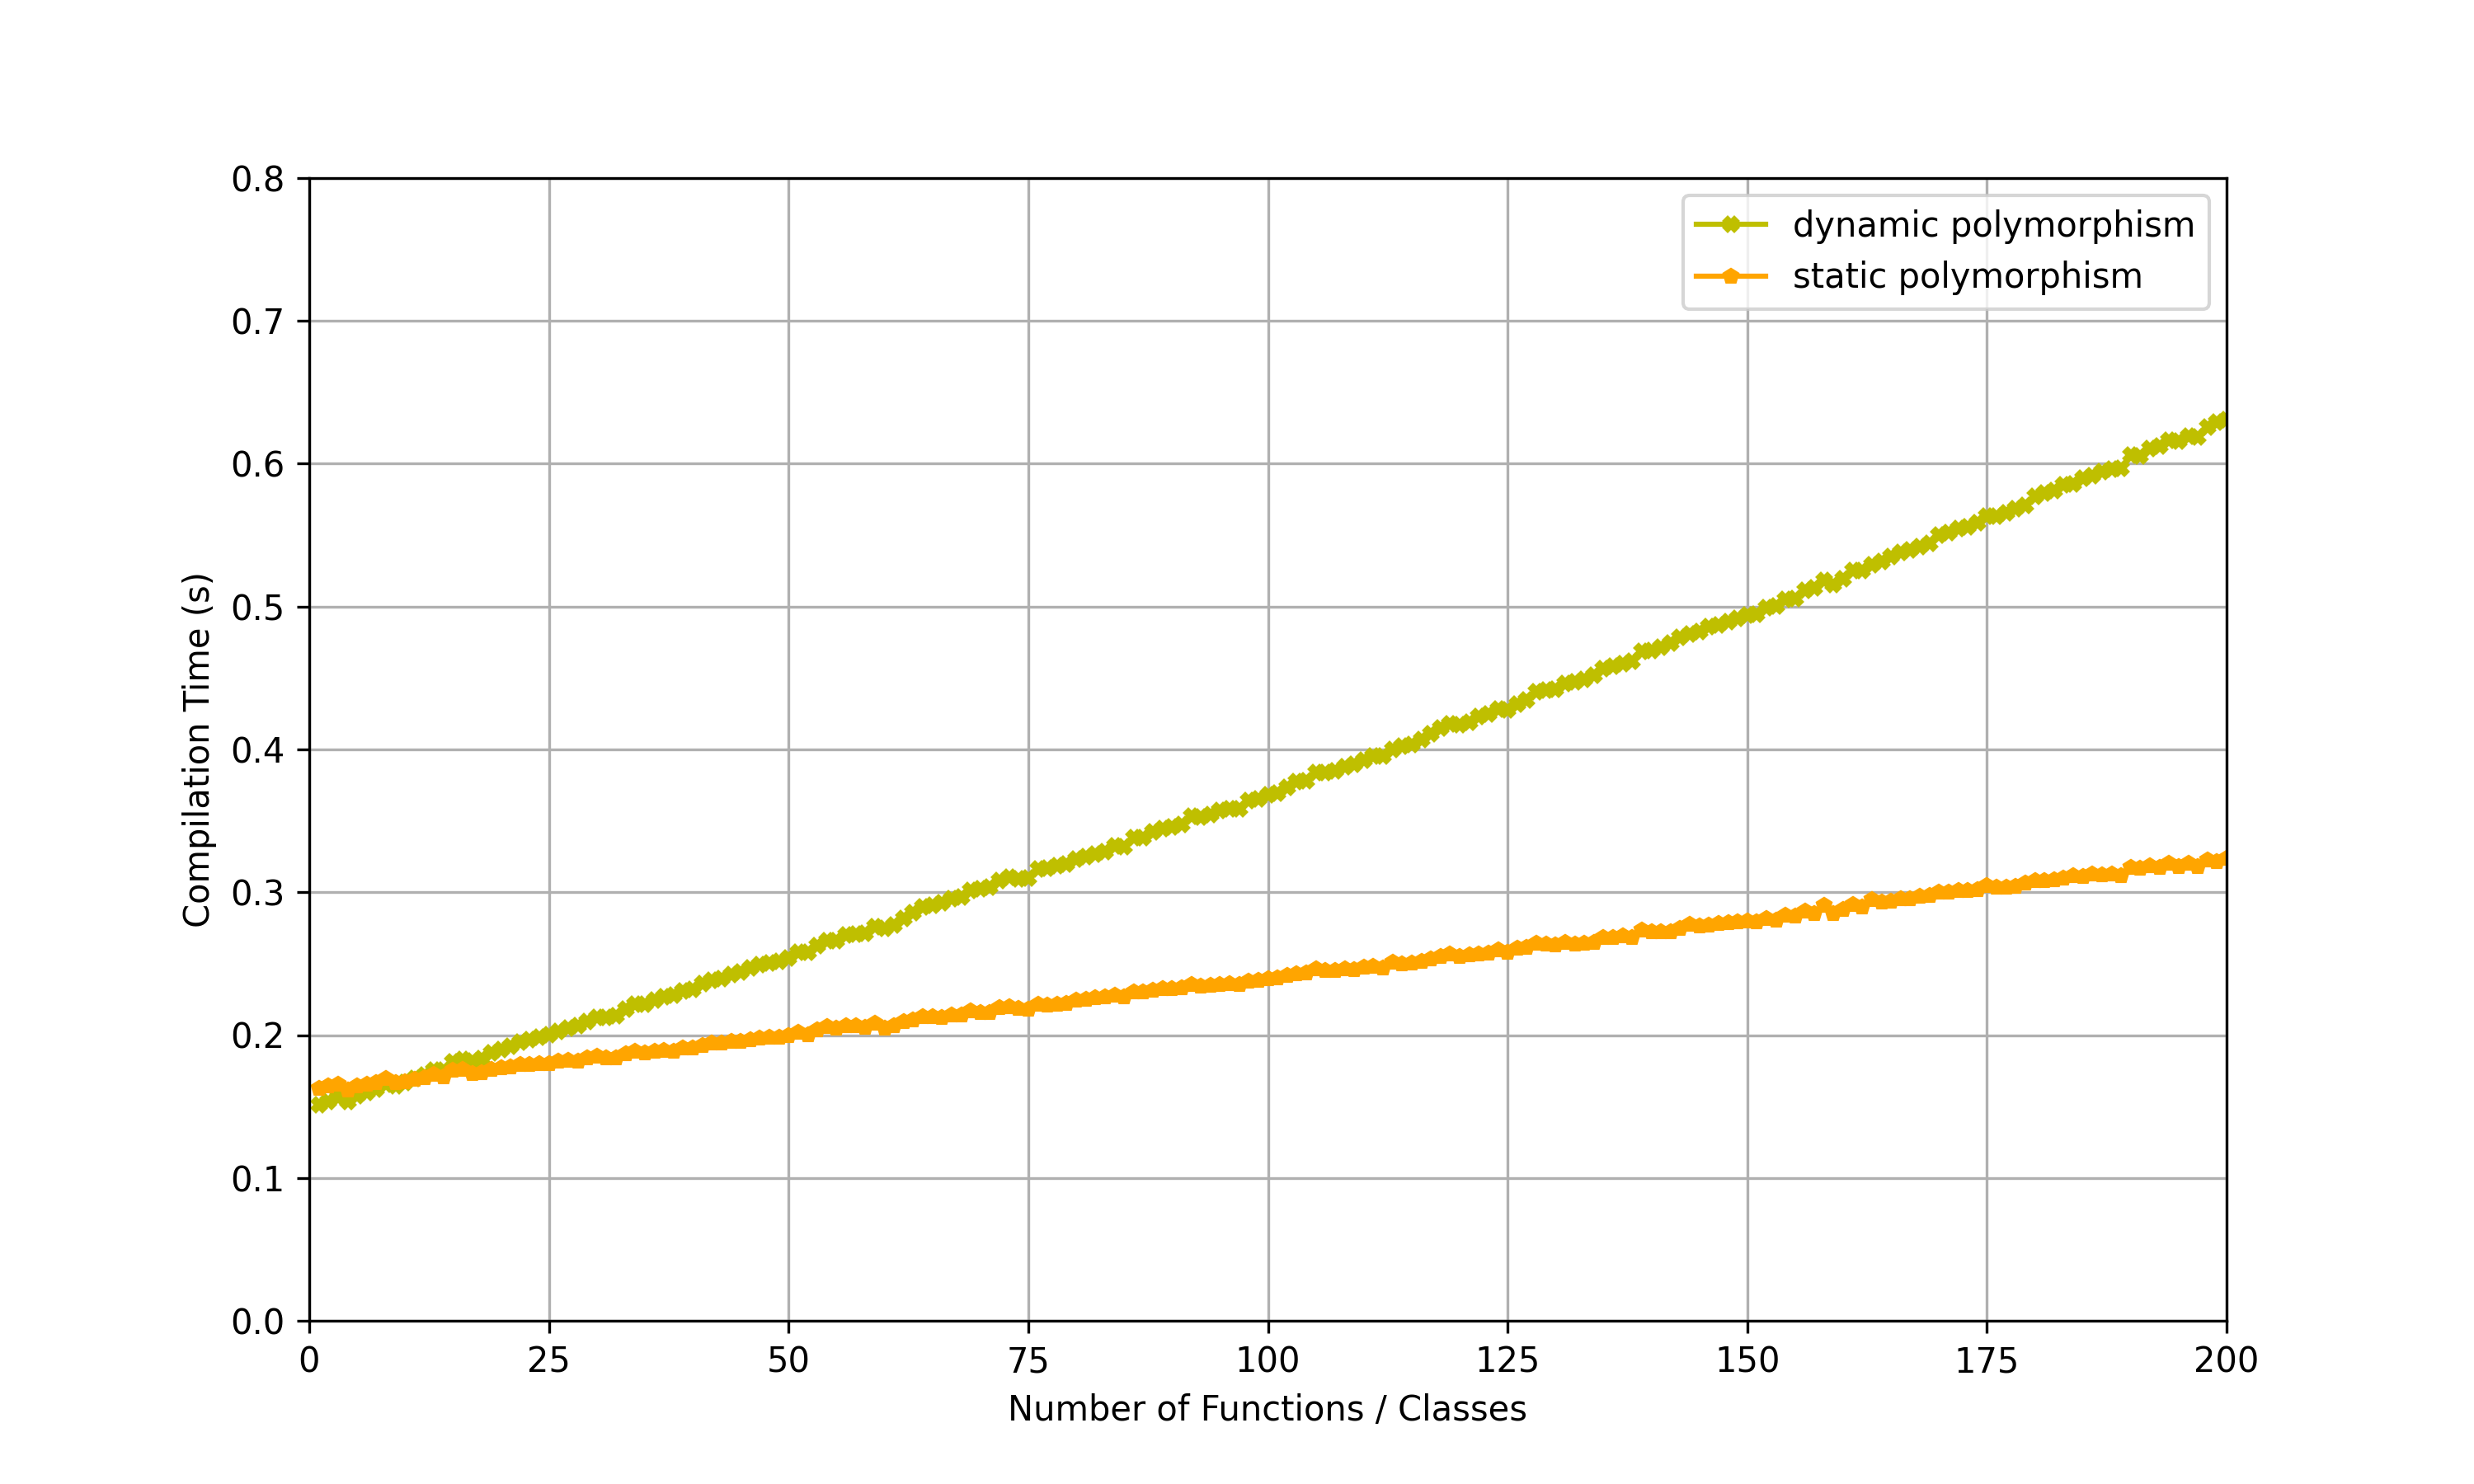 dynamic polymorphism
static polymorphism
0.8
0.7
0.6
0.5
0.4
0.3
0.2
0.1
0.0
Compilation Time (s)
0 25 50 75 100 125 150 175 200
Number of Functions / Classes